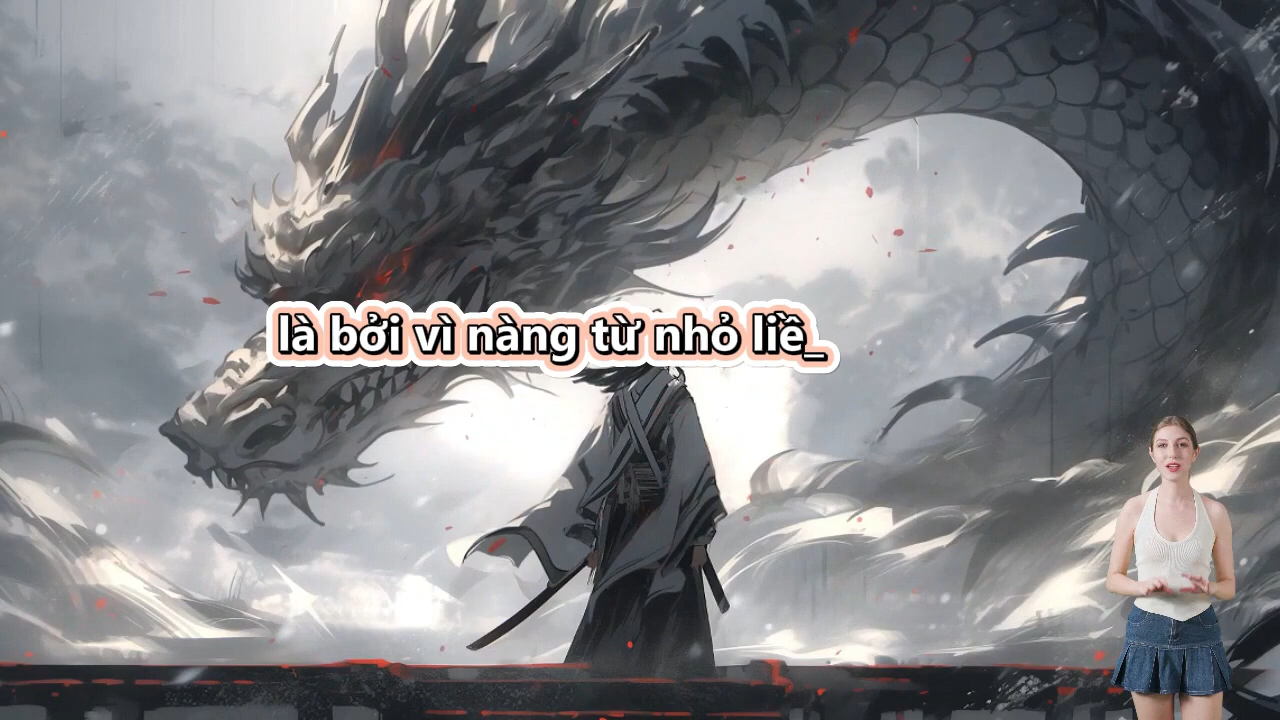 là bởi vì nàng từ nhỏ liề_